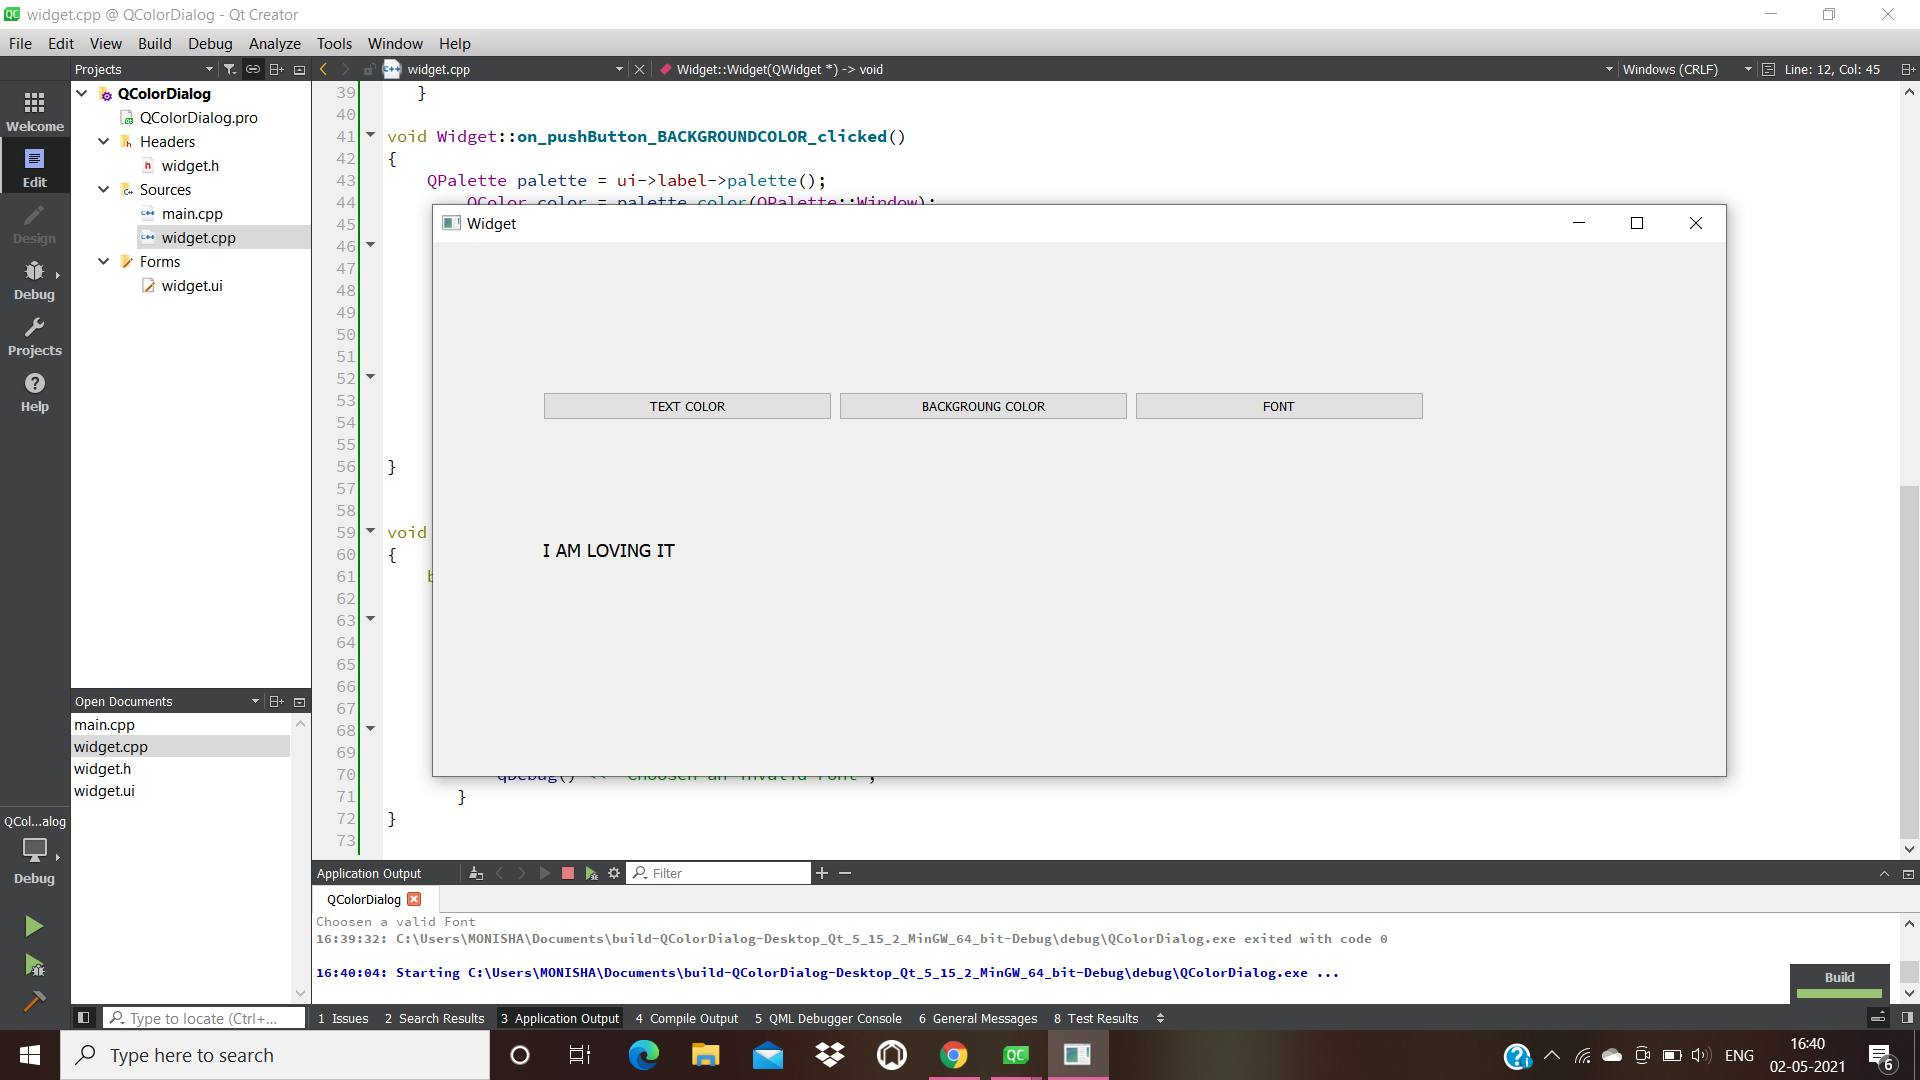 widget.cpp @ QColorDialog - Qt Creator
File Edit View Build Debug Analyze Tools Window Help
Projects
widget.cpp
Widget::Widget(QWidget *) -> void
Windows (CRLF)
Line: 12, Col: 45
Welcome
Edit
Design
Debug
Projects
Help
QColorDialog
QColorDialog.pro
Headers
widget.h
Sources
main.cpp
widget.cpp
Forms
widget.ui
Open Documents
main.cpp
widget.cpp
widget.h
widget.ui
QCol...alog
Debug
39 }
40
41 void Widget::on_pushButton_BACKGROUNDCOLOR_clicked()
42 {
43 QPalette palette = ui->label->palette();
44 QColor color = palette.color(QPalette::Window);
45
46
47
48
49
50
51
52
53
54
55
56 }
57
58
59 void
60 {
61
62
63
64
65
66
67
68
69
70 qDebug() <<
71 }
72 }
73
Widget
TEXT COLOR
BACKGROUNG COLOR
FONT
I AM LOVING IT
Application Output
Filter
QColorDialog
Choosen a valid Font
16:39:32: C:\Users\MONISHA\Documents\build-QColorDialog-Desktop_Qt_5_15_2_MinGW_64_bit-Debug\debug\QColorDialog.exe exited with code 0
16:40:04: Starting C:\Users\MONISHA\Documents\build-QColorDialog-Desktop_Qt_5_15_2_MinGW_64_bit-Debug\debug\QColorDialog.exe ...
Build
Type to locate (Ctrl+...
1 Issues 2 Search Results 3 Application Output 4 Compile Output 5 QML Debugger Console 6 General Messages 8 Test Results
Type here to search
QC
ENG
16:40
02-05-2021
6